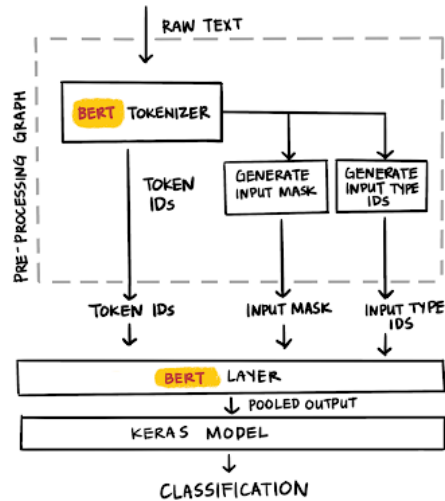 RAW TEXT
PRE-PROCESSING GRAPH
BERT TOKENIZER
TOKEN
IDs
GENERATE
INPUT MASK
GENERATE
INPUT TYPE
IDS
TOKEN IDs
INPUT MASK
INPUT TYPE
IDS
BERT LAYER
POOLED OUTPUT
KERAS MODEL
CLASSIFICATION